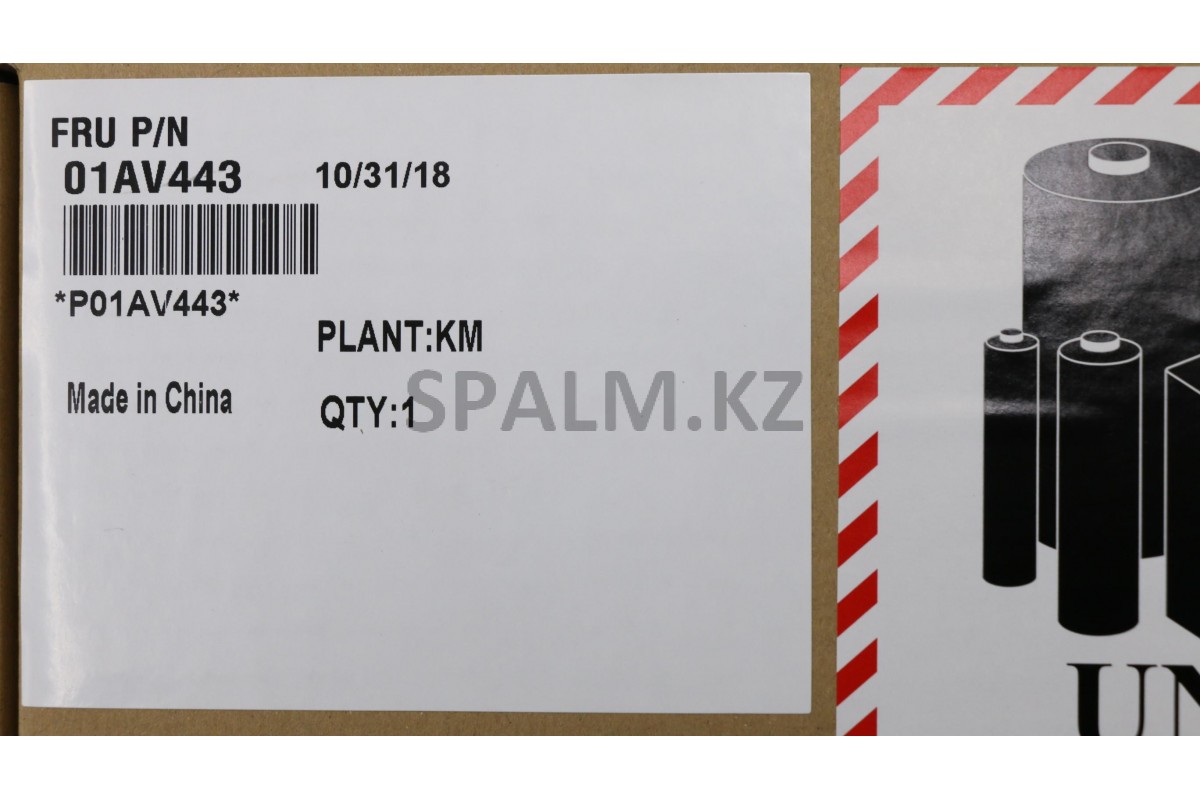 FRU P/N
01AV443 10/31/18
*P01AV443*
PLANT:KM
Made in China
QTY:1
SPALM.KZ
UN